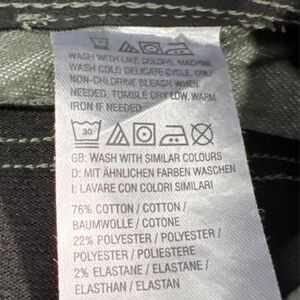 WASH WITH LIKE COLORS, MACHINE
WASH COLD DELICATE CYCLE, ONLY
NON-CHLORINE BLEACH WHEN
NEEDED. TUMBLE DRY LOW, WARM
IRON IF NEEDED.
30
GB: WASH WITH SIMILAR COLOURS
D: MIT ÄHNLICHEN FARBEN WASCHEN
I: LAVARE CON COLORI SIMILARI
76% COTTON / COTON /
BAUMWOLLE / COTONE
22% POLYESTER / POLYESTER /
POLYESTER / POLIESTERE
2% ELASTANE / ELASTANE /
ELASTHAN / ELASTAN